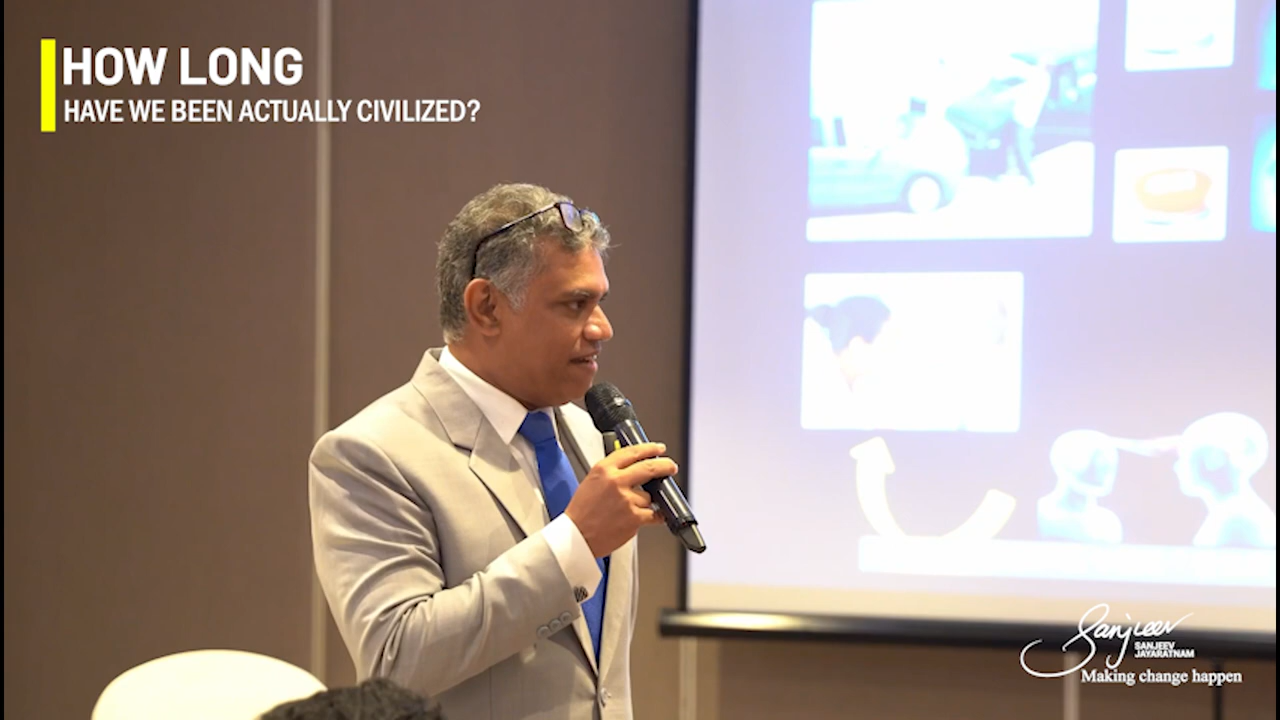 HOW LONG
HAVE WE BEEN ACTUALLY CIVILIZED?
Sanjeev
SANJEEV
JAYARATNAM
Making change happen